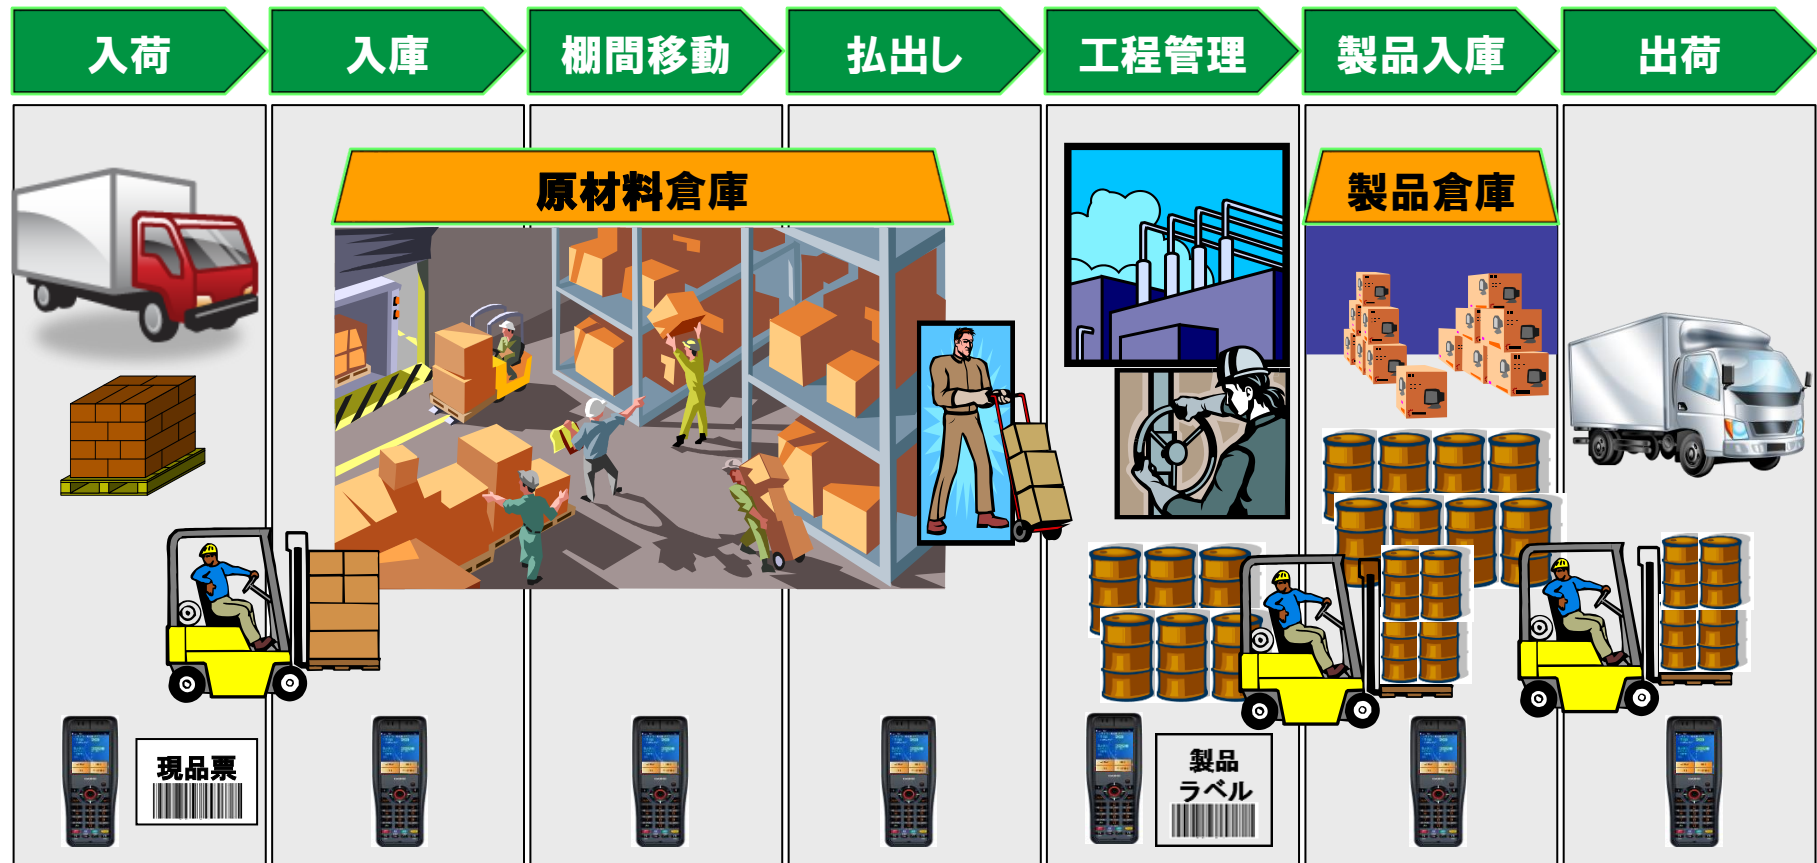 入荷
入庫
棚間移動
払出し
工程管理
製品入庫
出荷
原材料倉庫
製品倉庫
現品票
製品
ラベル